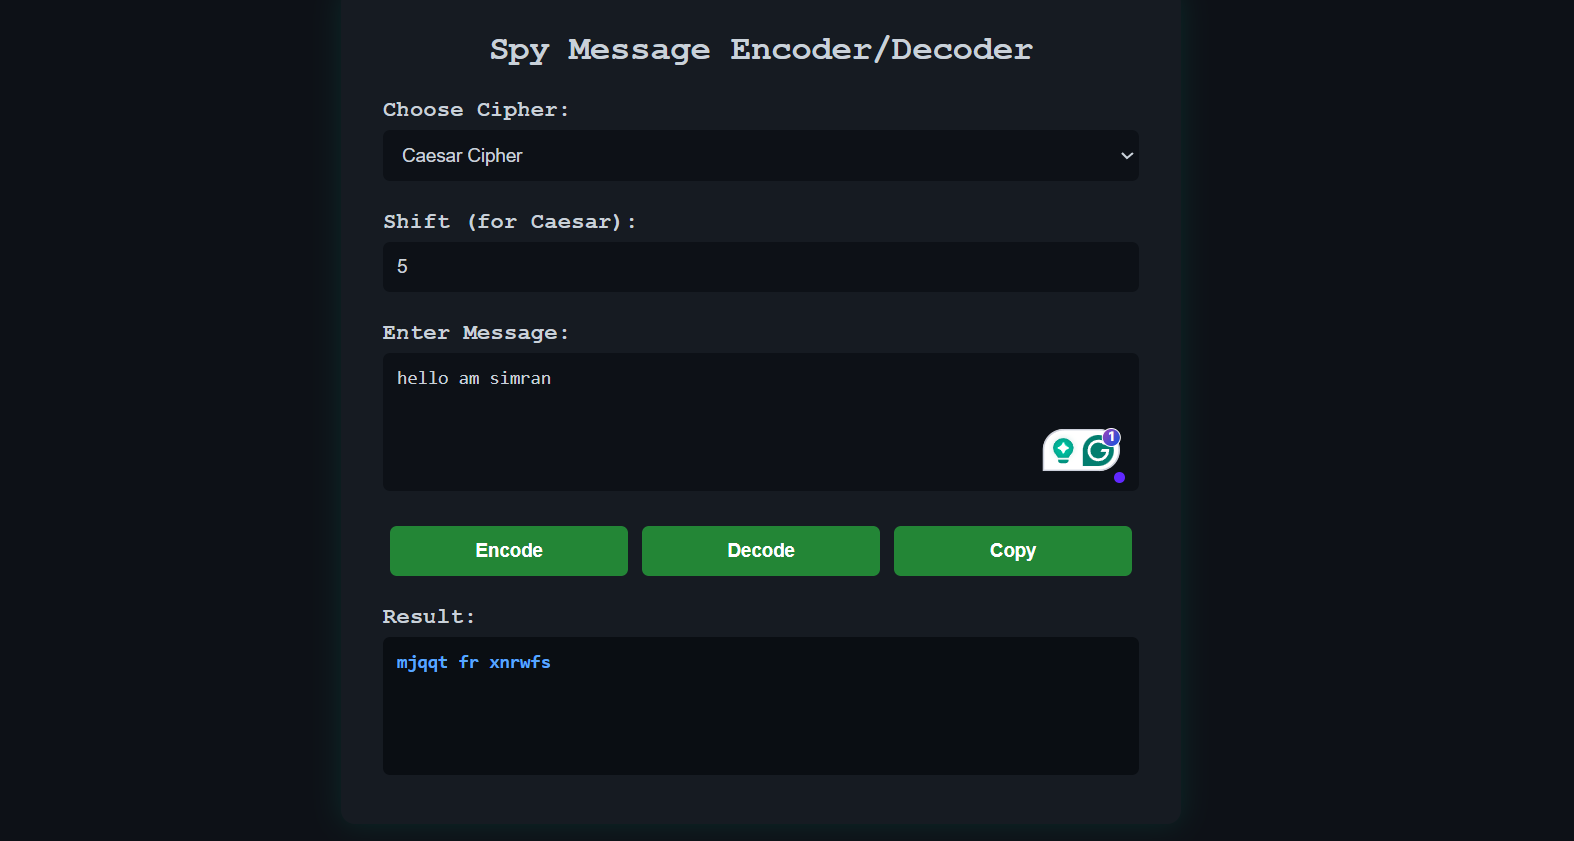 Spy Message Encoder/Decoder
Choose Cipher:
Caesar Cipher
Shift (for Caesar):
5
Enter Message:
hello am simran
1
Encode Decode Copy
Result:
mjqqt fr xnrwfs